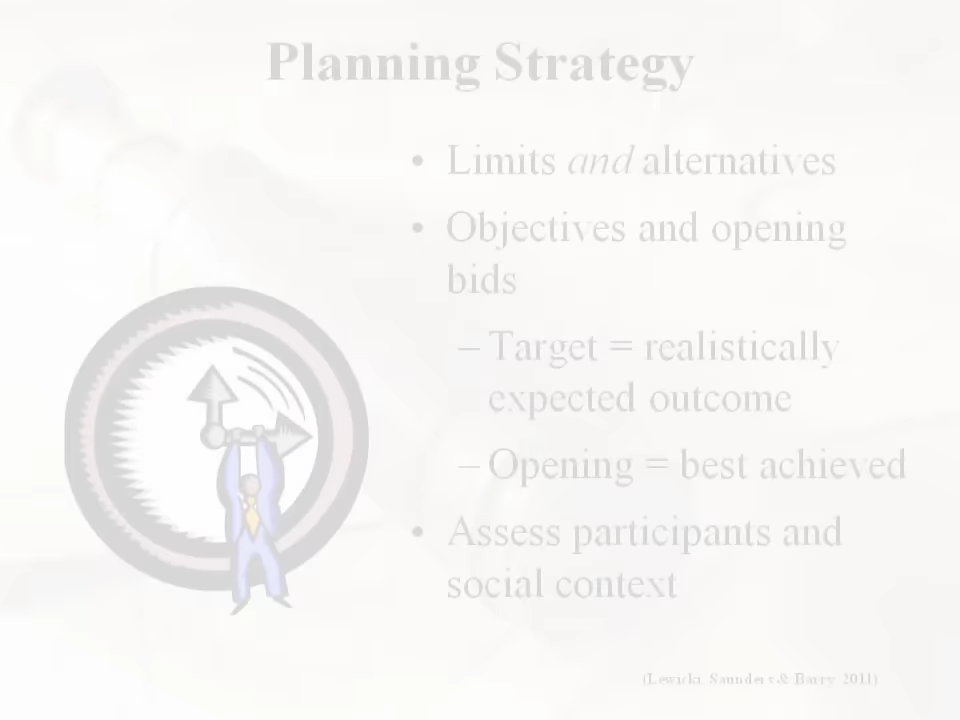 Planning Strategy
• Limits and alternatives
• Objectives and opening
bids
– Target = realistically
expected outcome
– Opening = best achieved
• Assess participants and
social context
(Lewicki, Saunders & Barry, 2011)